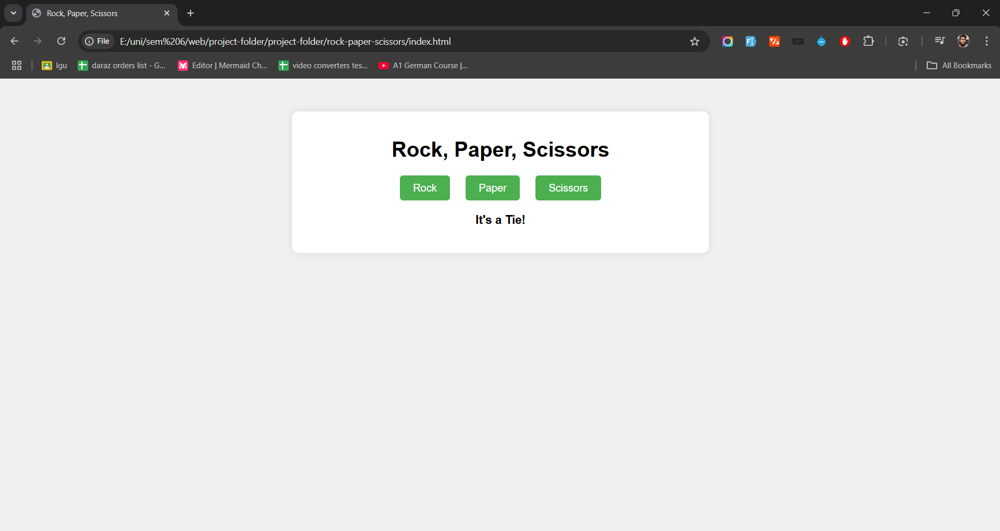 Rock, Paper, Scissors
File E:/uni/sem%206/web/project-folder/project-folder/rock-paper-scissors/index.html
lgu daraz orders list - G... Editor | Mermaid Ch... video converters tes... A1 German Course |... All Bookmarks
Rock, Paper, Scissors
Rock Paper Scissors
It's a Tie!